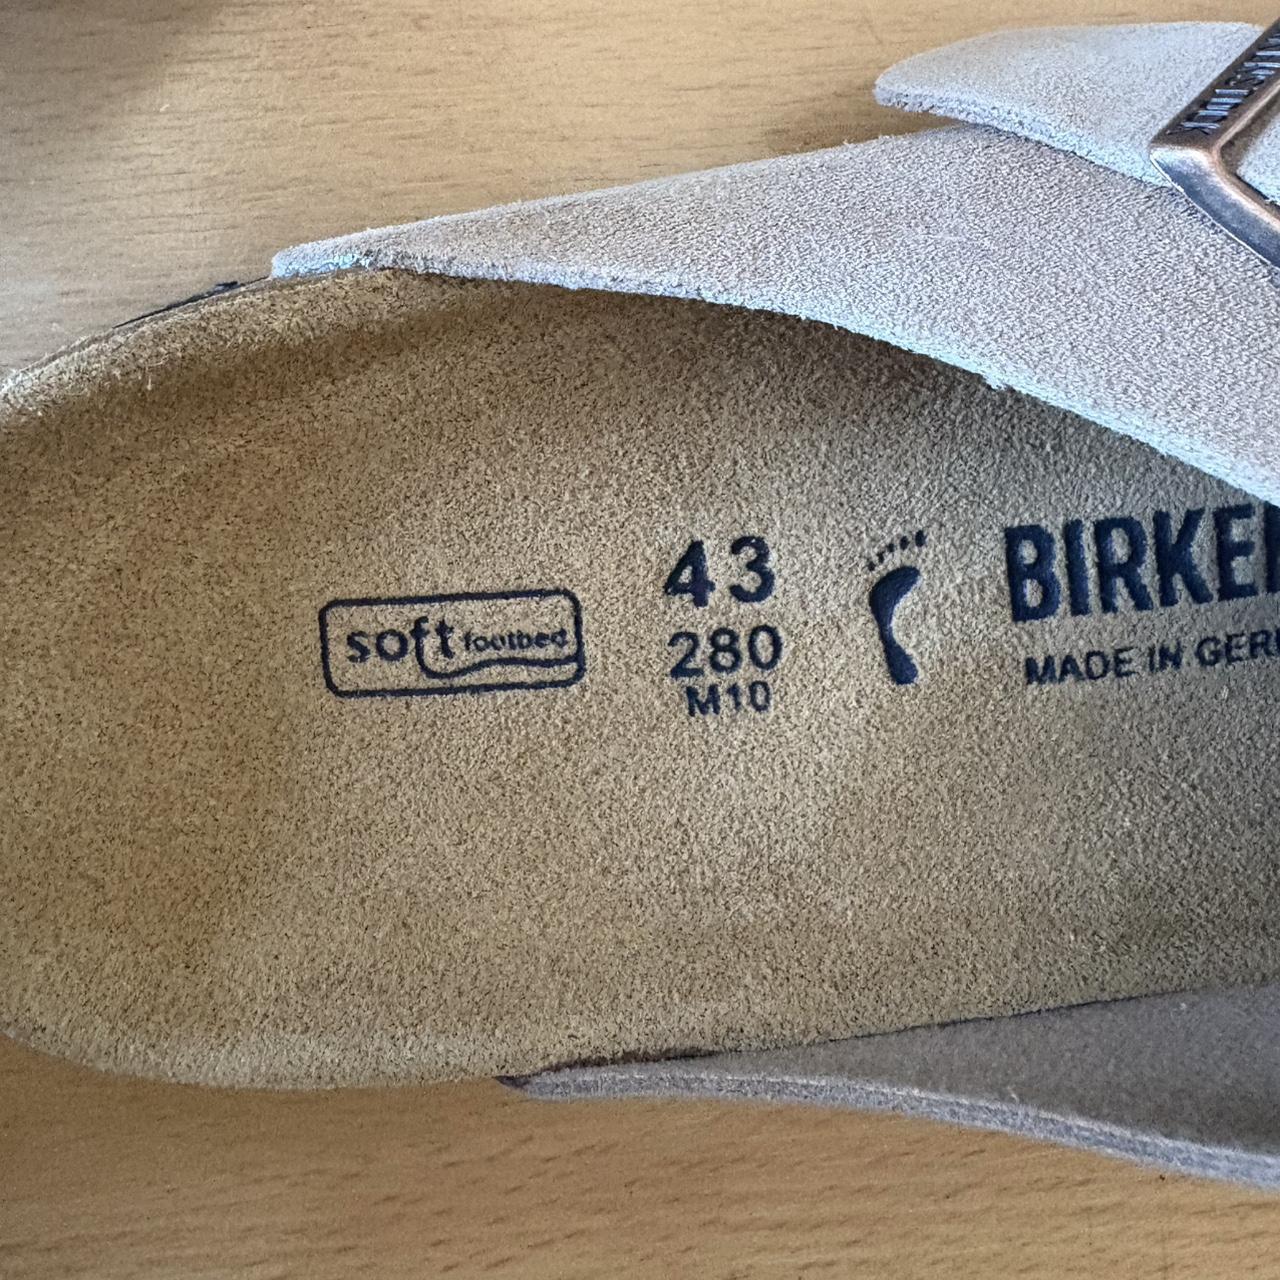 soft footbed
43
280
M10
BIRKE
MADE IN GER